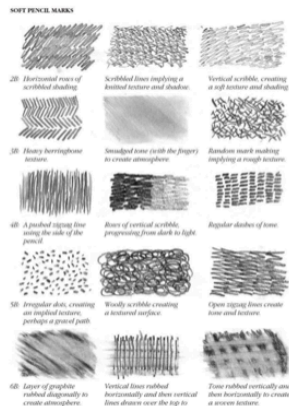 SOFT PENCIL MARKS
2B: Horizontal rows of
scribbled shading.
Scribbled lines implying a
knitted texture and shadow.
Vertical scribble, creating
a soft texture and shading.
3B: Heavy herringbone
texture.
Smudged tone (with the finger)
to create atmosphere.
Random mark making
implying a rough texture.
4B: A pushed zigzag line
using the side of the
pencil
Rows of vertical scribble,
progressing from dark to light.
Regular dashes of tone
5B: Irregular dots, creating
an implied texture,
perhaps a gravel path.
Woolly scribble creating
a textured surface.
Open zigzag lines create
tone and texture.
6B: Layer of graphite
rubbed diagonally to
create atmosphere.
Vertical lines rubbed
horizontally and then vertical
lines drawn over the top to
Tone rubbed vertically and
then horizontally to create
a woven texture.